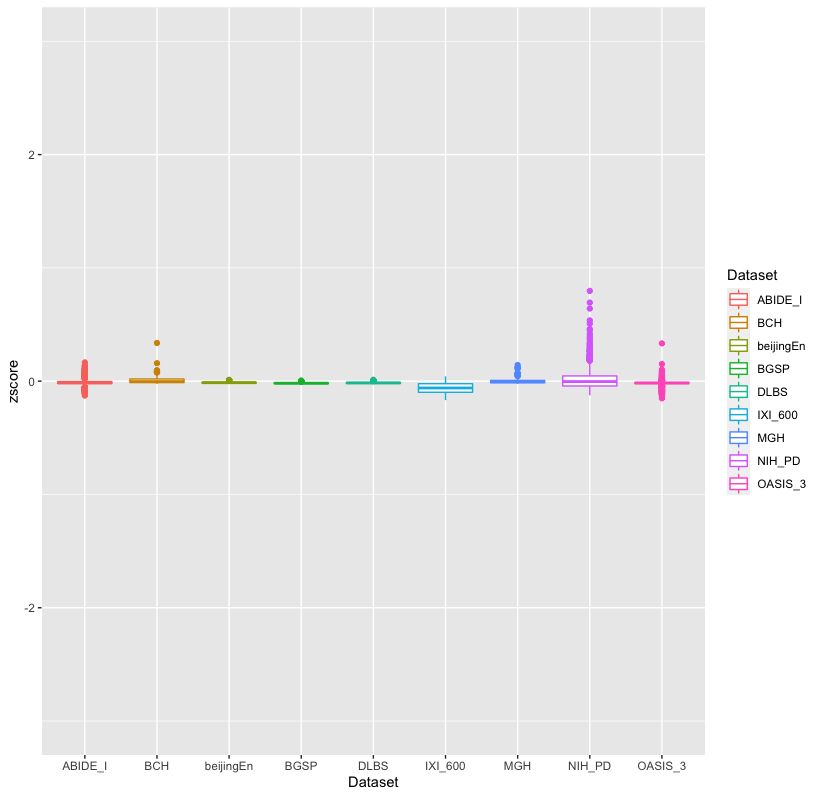 zscore
2
0
-2
ABIDE_I
BCH
beijingEn
BGSP
DLBS
IXI_600
MGH
NIH_PD
OASIS_3
Dataset
Dataset
ABIDE_I
BCH
beijingEn
BGSP
DLBS
IXI_600
MGH
NIH_PD
OASIS_3